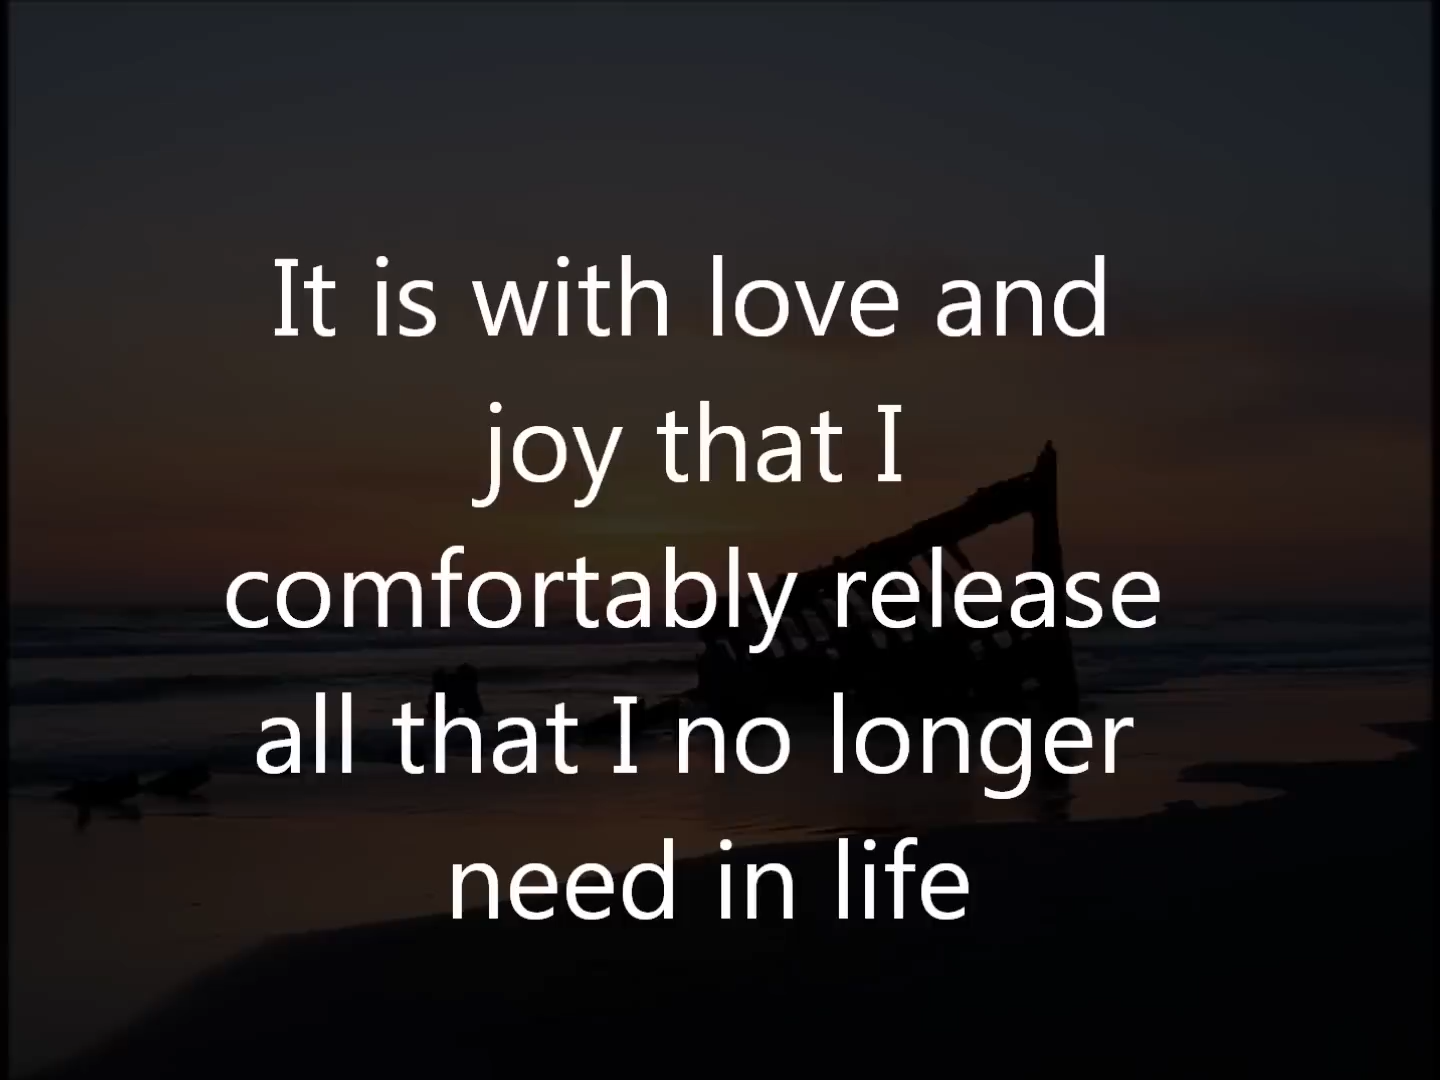 It is with love and
joy that I
comfortably release
all that I no longer
need in life